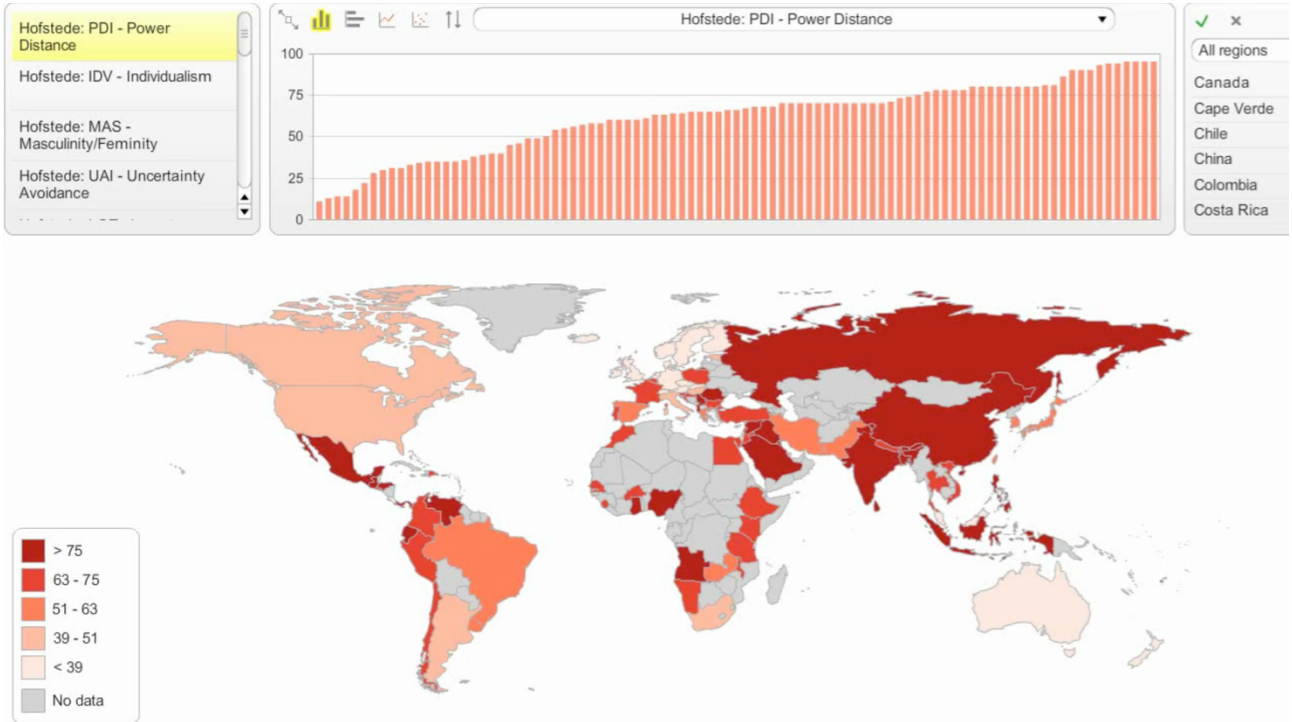 Hofstede: PDI - Power
Distance
Hofstede: IDV - Individualism
Hofstede: MAS -
Masculinity/Feminity
Hofstede: UAI - Uncertainty
Avoidance
Hofstede: PDI - Power Distance
100
75
50
25
0
All regions
Canada
Cape Verde
Chile
China
Colombia
Costa Rica
> 75
63 - 75
51 - 63
39 - 51
< 39
No data